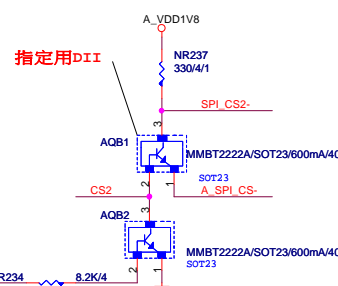 A_VDD1V8
指定用DII
NR237
330/4/1
SPI_CS2-
3
AQB1
MMBT2222A/SOT23/600mA/40
SOT23
2
1
CS2
A_SPI_CS-
3
AQB2
MMBT2222A/SOT23/600mA/40
SOT23
R234
8.2K/4
2
1